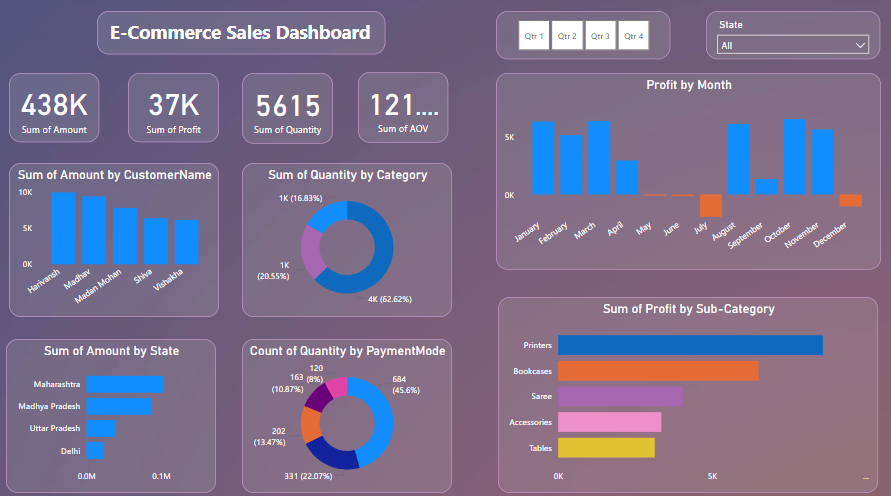 E-Commerce Sales Dashboard
Qtr 1
Qtr 2
Qtr 3
Qtr 4
State
All
438K
Sum of Amount
37K
Sum of Profit
5615
Sum of Quantity
121....
Sum of AOV
Profit by Month
5K
0K
January
February
March
April
May
June
July
August
September
October
November
December
Sum of Amount by CustomerName
10K
5K
0K
Harivansh
Madhav
Madan Mohan
Shiva
Vishakha
Sum of Quantity by Category
1K (16.83%)
1K
(20.55%)
4K (62.62%)
Sum of Amount by State
Maharashtra
Madhya Pradesh
Uttar Pradesh
Delhi
0.0M
0.1M
Count of Quantity by PaymentMode
120
(8%)
163
(10.87%)
684
(45.6%)
202
(13.47%)
331 (22.07%)
Sum of Profit by Sub-Category
Printers
Bookcases
Saree
Accessories
Tables
0K
5K